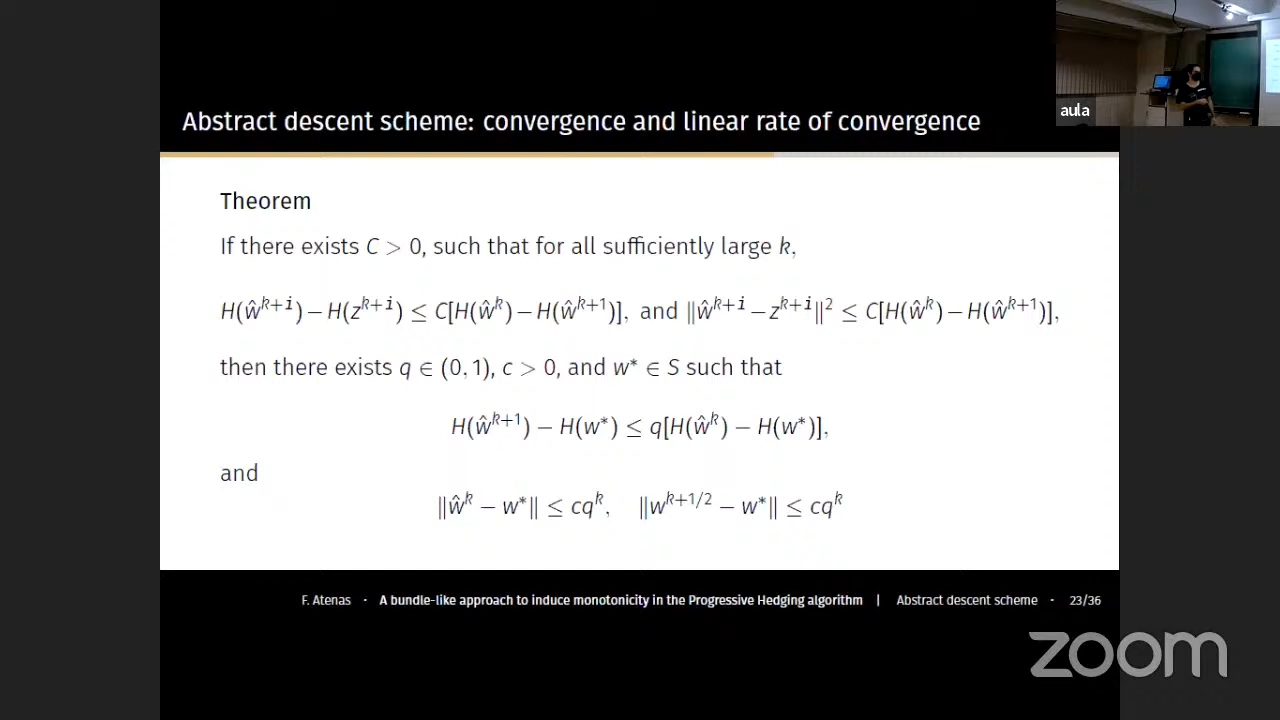 aula
Abstract descent scheme: convergence and linear rate of convergence
Theorem
If there exists C > 0, such that for all sufficiently large k,
H(ŵ^{k+i}) − H(z^{k+i}) ≤ C[H(ŵ^k) − H(ŵ^{k+1})], and ‖ŵ^{k+i} − z^{k+i}‖² ≤ C[H(ŵ^k) − H(ŵ^{k+1})],
then there exists q ∈ (0, 1), c > 0, and w* ∈ S such that
H(ŵ^{k+1}) − H(w*) ≤ q[H(ŵ^k) − H(w*)],
and
‖ŵ^k − w*‖ ≤ cq^k, ‖w^{k+1/2} − w*‖ ≤ cq^k
F. Atenas · A bundle-like approach to induce monotonicity in the Progressive Hedging algorithm | Abstract descent scheme · 23/36
zoom